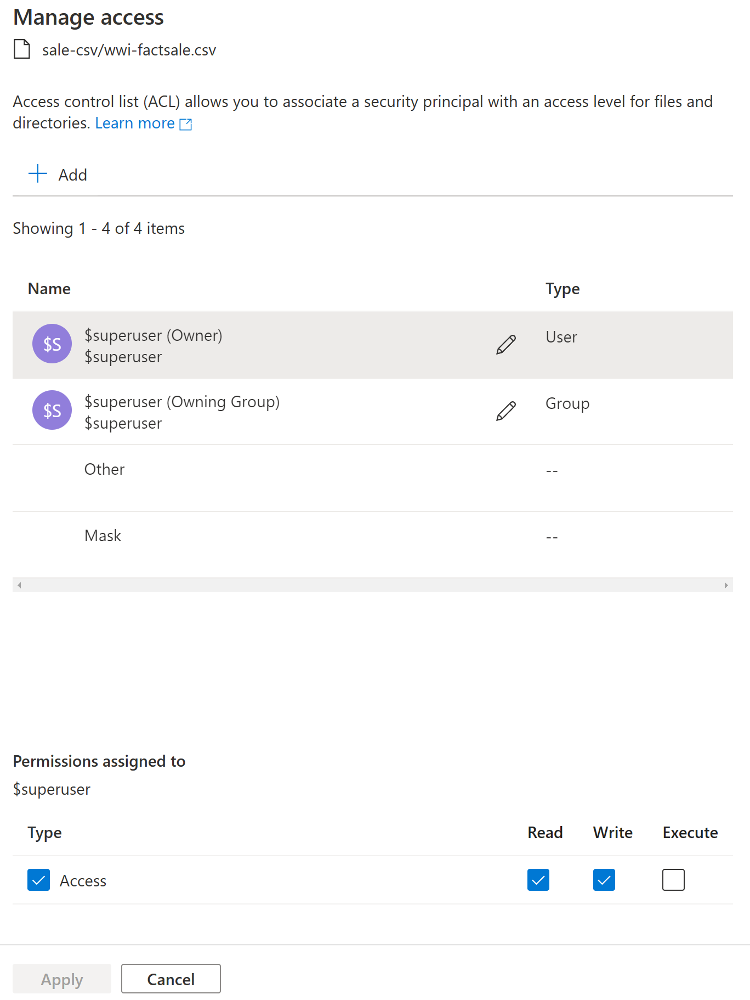 Manage access
sale-csv/wwi-factsale.csv
Access control list (ACL) allows you to associate a security principal with an access level for files and
directories. Learn more
Add
Showing 1 - 4 of 4 items
Name Type
$S $superuser (Owner) User
$superuser
$S $superuser (Owning Group) Group
$superuser
Other --
Mask --
Permissions assigned to
$superuser
Type Read Write Execute
Access
Apply Cancel